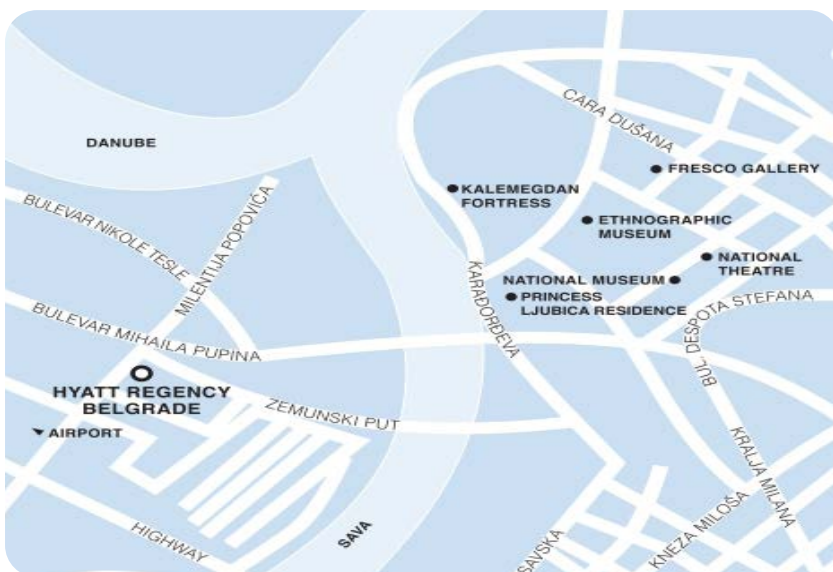 CARA DUŠANA
DANUBE
FRESCO GALLERY
KALEMEGDAN
FORTRESS
BULEVAR NIKOLE TESLE
MILENTIJA POPOVIĆA
ETHNOGRAPHIC
MUSEUM
NATIONAL
THEATRE
NATIONAL MUSEUM
PRINCESS
LJUBICA RESIDENCE
KARAĐORĐEVA
BUL. DESPOTA STEFANA
BULEVAR MIHAILA PUPINA
HYATT REGENCY
BELGRADE
ZEMUNSKI PUT
AIRPORT
KRALJA MILANA
HIGHWAY
SAVA
SAVSKA
KNEZA MILOŠA